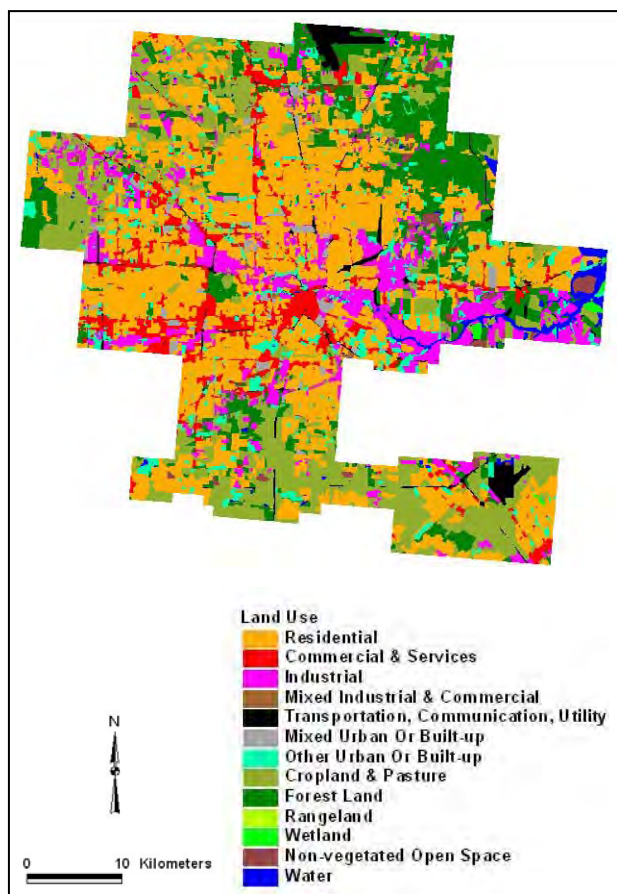 Land Use
Residential
Commercial & Services
Industrial
Mixed Industrial & Commercial
Transportation, Communication, Utility
Mixed Urban Or Built-up
Other Urban Or Built-up
Cropland & Pasture
Forest Land
Rangeland
Wetland
Non-vegetated Open Space
Water
N
0 10 Kilometers